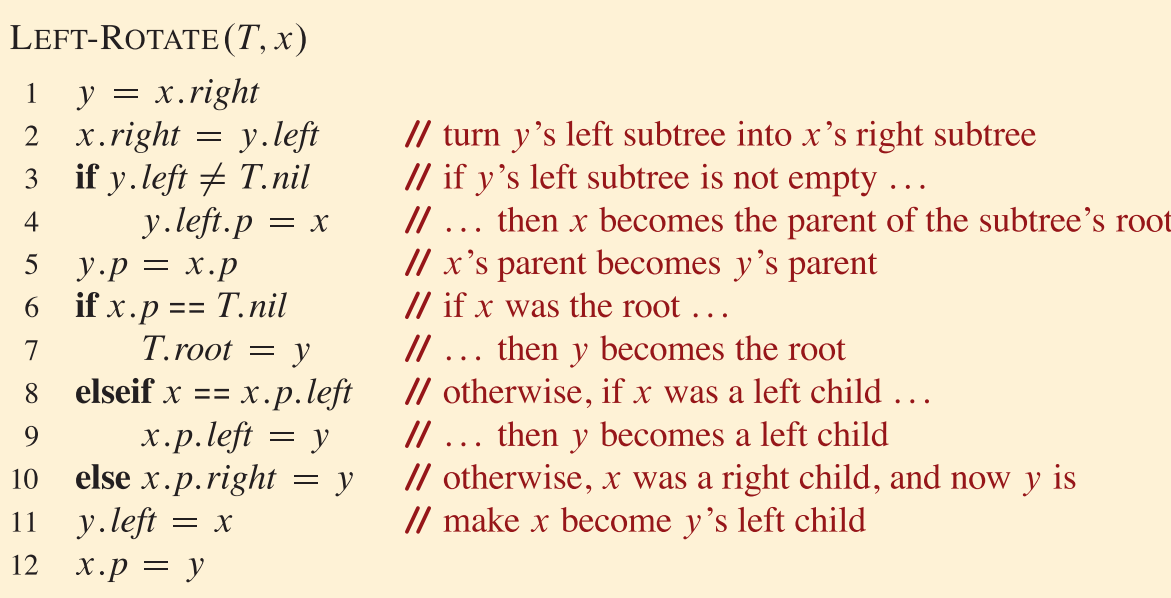 LEFT-ROTATE(T, x)
1 y = x.right
2 x.right = y.left // turn y’s left subtree into x’s right subtree
3 if y.left ≠ T.nil // if y’s left subtree is not empty …
4 y.left.p = x // … then x becomes the parent of the subtree’s root
5 y.p = x.p // x’s parent becomes y’s parent
6 if x.p == T.nil // if x was the root …
7 T.root = y // … then y becomes the root
8 elseif x == x.p.left // otherwise, if x was a left child …
9 x.p.left = y // … then y becomes a left child
10 else x.p.right = y // otherwise, x was a right child, and now y is
11 y.left = x // make x become y’s left child
12 x.p = y